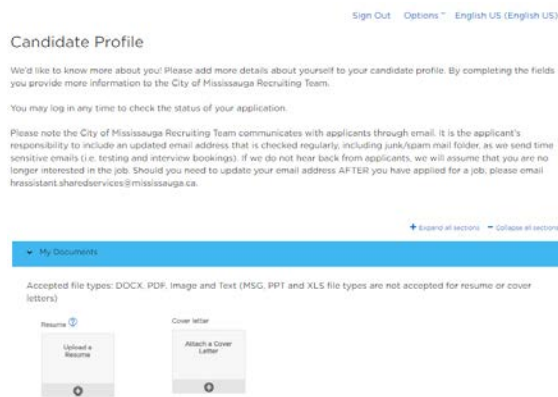 Sign Out Options English US (English US)
Candidate Profile
We'd like to know more about you! Please add more details about yourself to your candidate profile. By completing the fields
you provide more information to the City of Mississauga Recruiting Team.
You may log in any time to check the status of your application.
Please note the City of Mississauga Recruiting Team communicates with applicants through email. It is the applicant's
responsibility to include an updated email address that is checked regularly, including junk/spam mail folder, as we send time
sensitive emails (i.e. testing and interview bookings). If we do not hear back from applicants, we will assume that you are no
longer interested in the job. Should you need to update your email address AFTER you have applied for a job, please email
hrassistant.sharedservices@mississauga.ca.
Expand all sections Collapse all sections
My Documents
Accepted file types: DOCX, PDF, Image and Text (MSG, PPT and XLS file types are not accepted for resume or cover
letters)
Resume Cover letter
Upload a Attach a Cover
Resume Letter